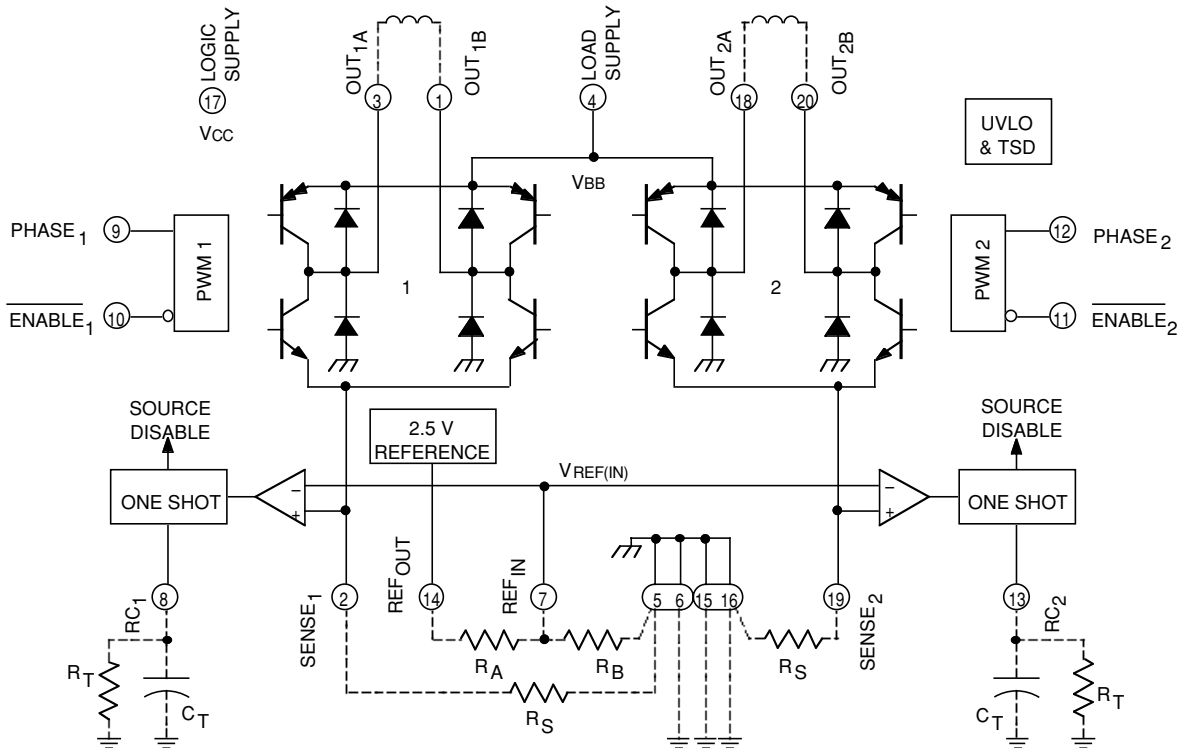 LOGIC
SUPPLY
17
VCC
OUT1A
3
OUT1B
1
LOAD
SUPPLY
4
VBB
OUT2A
18
OUT2B
20
UVLO
& TSD
PHASE1
9
ENABLE1
10
PWM 1
1
2
PWM 2
12
PHASE2
11
ENABLE2
SOURCE
DISABLE
ONE SHOT
–
+
2.5 V
REFERENCE
VREF(IN)
–
+
SOURCE
DISABLE
ONE SHOT
RC1
8
SENSE1
2
REFOUT
14
REFIN
7
5
6
15
16
19
SENSE2
13
RC2
RT
CT
RA
RB
RS
RS
CT
RT